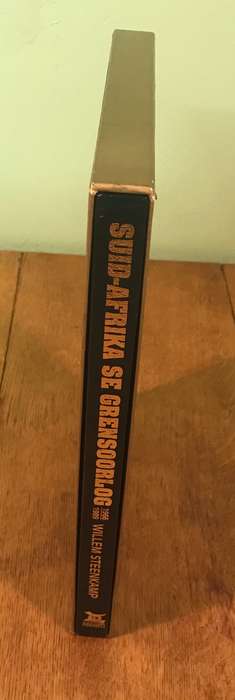 SUID-AFRIKA SE GRENSOORLOG 1966 1989 WILLEM STEENKAMP